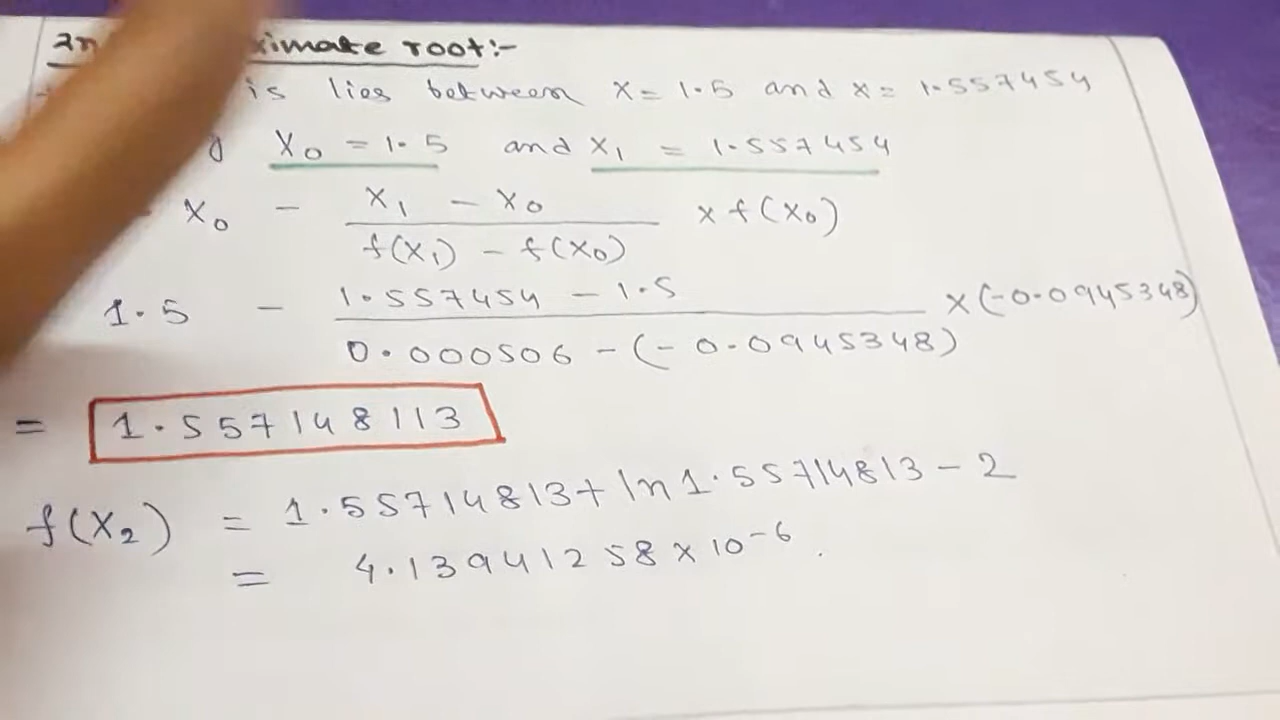 ximate root:-
is lies between x = 1.5 and x = 1.557454
x₀ = 1.5 and x₁ = 1.557454
x₀ - (x₁ - x₀) / (f(x₁) - f(x₀)) × f(x₀)
1.5 - (1.557454 - 1.5) / (0.000506 - (-0.0945348)) × (-0.0945348)
= 1.557148113
f(x₂) = 1.55714813 + ln 1.55714813 - 2
= 4.13941258 × 10⁻⁶.